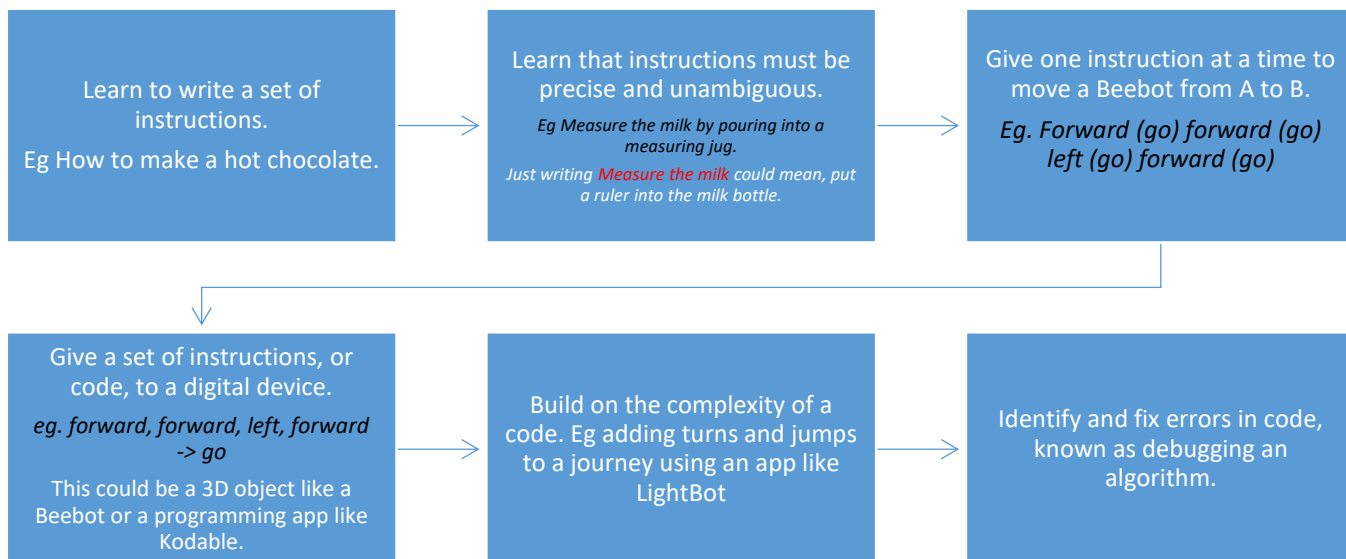 Learn to write a set of
instructions.
Eg How to make a hot chocolate.
Learn that instructions must be
precise and unambiguous.
Eg Measure the milk by pouring into a
measuring jug.
Just writing Measure the milk could mean, put
a ruler into the milk bottle.
Give one instruction at a time to
move a Beebot from A to B.
Eg. Forward (go) forward (go)
left (go) forward (go)
Give a set of instructions, or
code, to a digital device.
eg. forward, forward, left, forward
-> go
This could be a 3D object like a
Beebot or a programming app like
Kodable.
Build on the complexity of a
code. Eg adding turns and jumps
to a journey using an app like
LightBot
Identify and fix errors in code,
known as debugging an
algorithm.